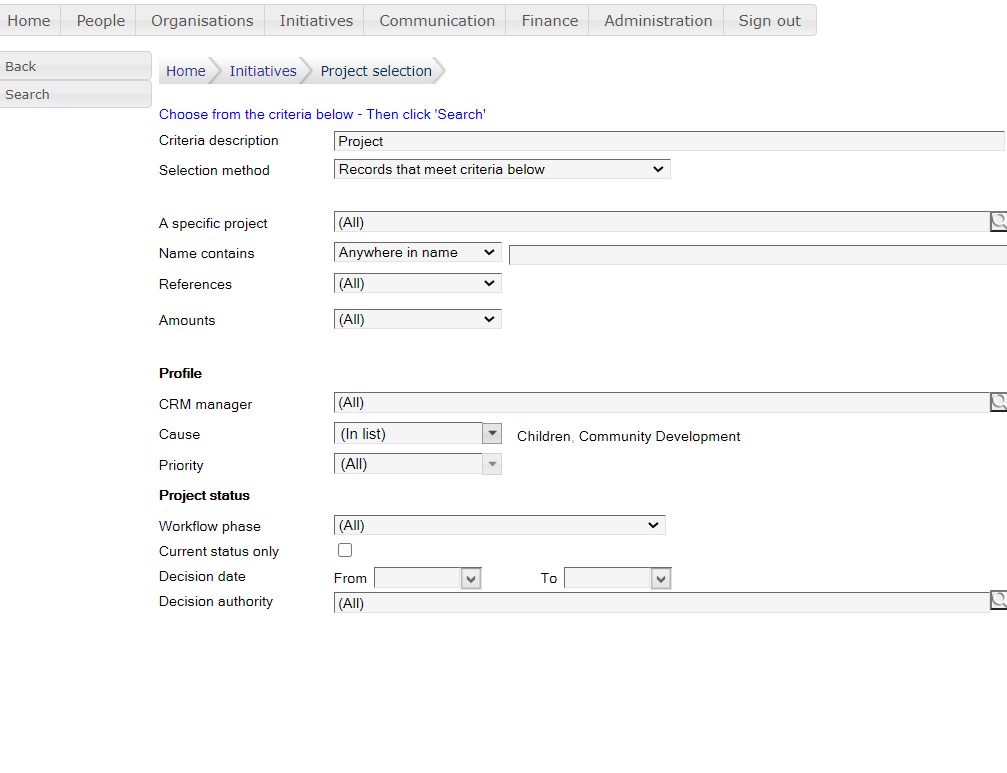 Home People Organisations Initiatives Communication Finance Administration Sign out
Back
Search
Home Initiatives Project selection
Choose from the criteria below - Then click 'Search'
Criteria description Project
Selection method Records that meet criteria below
A specific project (All)
Name contains Anywhere in name
References (All)
Amounts (All)
Profile
CRM manager (All)
Cause (In list) Children, Community Development
Priority (All)
Project status
Workflow phase (All)
Current status only
Decision date From To
Decision authority (All)